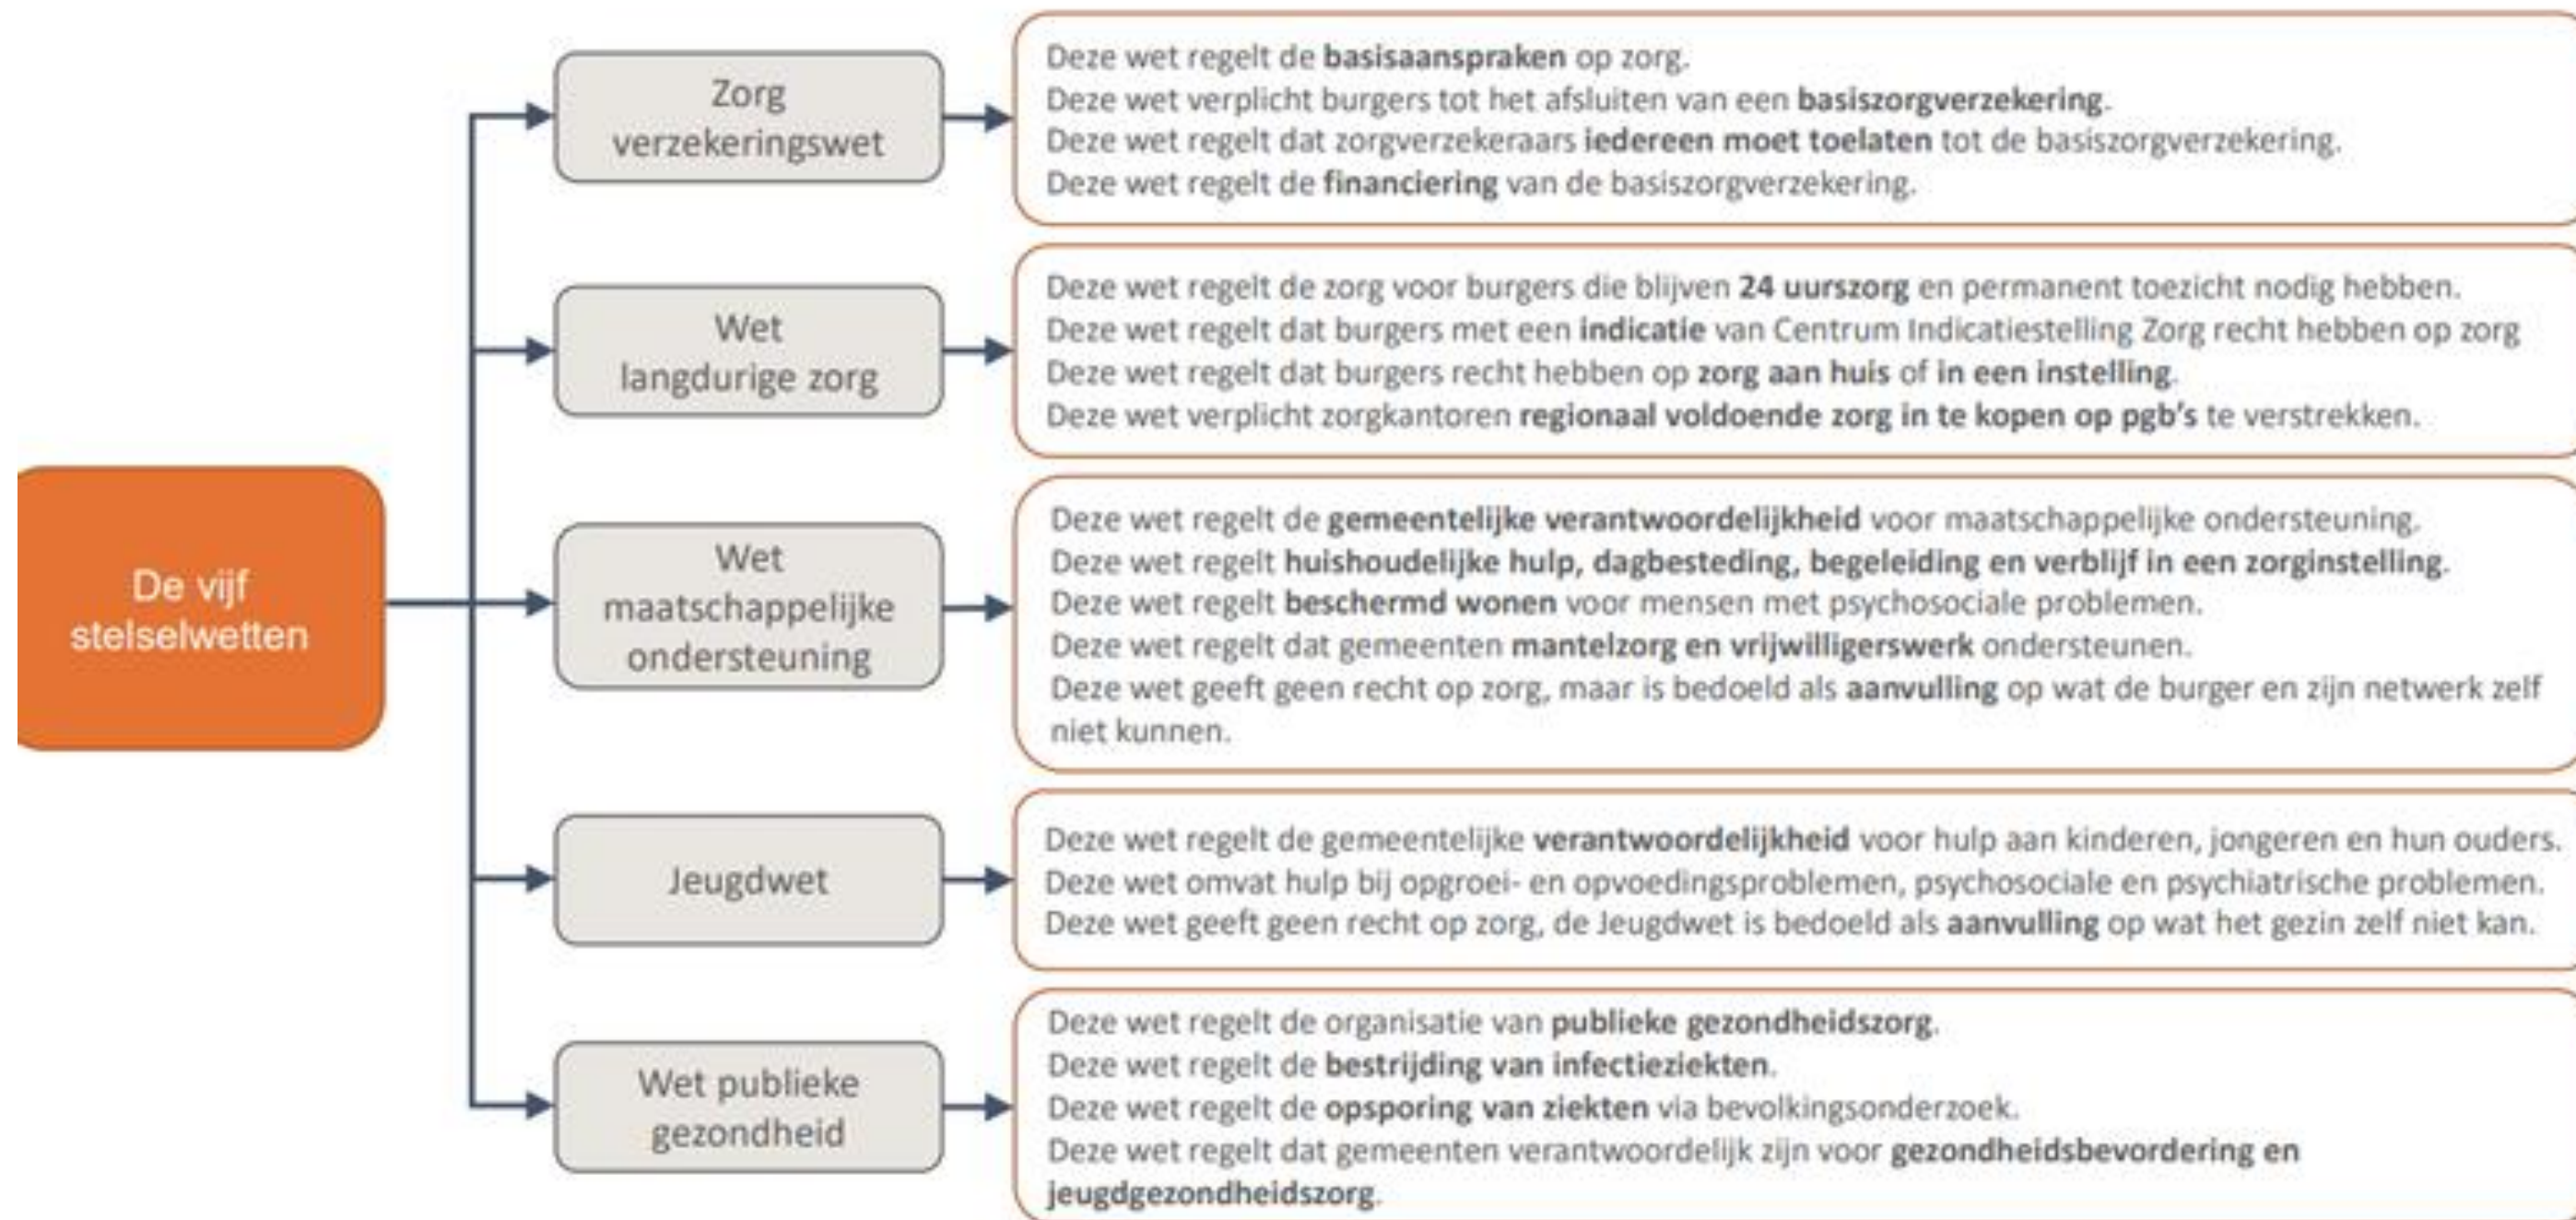 De vijf
stelselwetten
Zorg
verzekeringswet
Deze wet regelt de basisaanspraken op zorg.
Deze wet verplicht burgers tot het afsluiten van een basiszorgverzekering.
Deze wet regelt dat zorgverzekeraars iedereen moet toelaten tot de basiszorgverzekering.
Deze wet regelt de financiering van de basiszorgverzekering.
Wet
langdurige zorg
Deze wet regelt de zorg voor burgers die blijven 24 uurszorg en permanent toezicht nodig hebben.
Deze wet regelt dat burgers met een indicatie van Centrum Indicatiestelling Zorg recht hebben op zorg
Deze wet regelt dat burgers recht hebben op zorg aan huis of in een instelling.
Deze wet verplicht zorgkantoren regionaal voldoende zorg in te kopen op pgb's te verstrekken.
Wet
maatschappelijke
ondersteuning
Deze wet regelt de gemeentelijke verantwoordelijkheid voor maatschappelijke ondersteuning.
Deze wet regelt huishoudelijke hulp, dagbesteding, begeleiding en verblijf in een zorginstelling.
Deze wet regelt beschermd wonen voor mensen met psychosociale problemen.
Deze wet regelt dat gemeenten mantelzorg en vrijwilligerswerk ondersteunen.
Deze wet geeft geen recht op zorg, maar is bedoeld als aanvulling op wat de burger en zijn netwerk zelf
niet kunnen.
Jeugdwet
Deze wet regelt de gemeentelijke verantwoordelijkheid voor hulp aan kinderen, jongeren en hun ouders.
Deze wet omvat hulp bij opgroei- en opvoedingsproblemen, psychosociale en psychiatrische problemen.
Deze wet geeft geen recht op zorg, de Jeugdwet is bedoeld als aanvulling op wat het gezin zelf niet kan.
Wet publieke
gezondheid
Deze wet regelt de organisatie van publieke gezondheidszorg.
Deze wet regelt de bestrijding van infectieziekten.
Deze wet regelt de opsporing van ziekten via bevolkingsonderzoek.
Deze wet regelt dat gemeenten verantwoordelijk zijn voor gezondheidsbevordering en
jeugdgezondheidszorg.